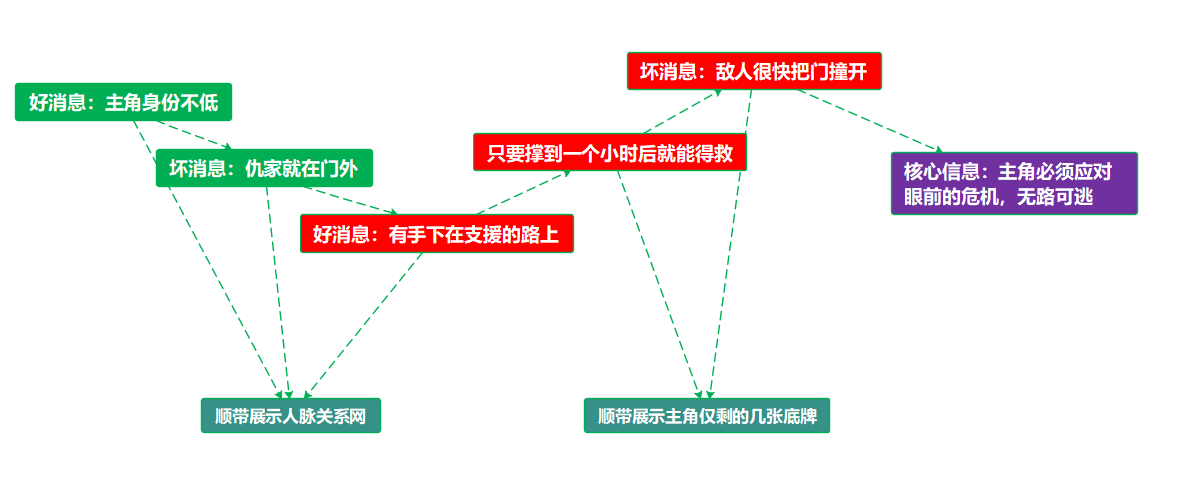 好消息：主角身份不低
坏消息：仇家就在门外
好消息：有手下在支援的路上
只要撑到一个小时后就能得救
坏消息：敌人很快把门撞开
核心信息：主角必须应对
眼前的危机，无路可逃
顺带展示人脉关系网
顺带展示主角仅剩的几张底牌